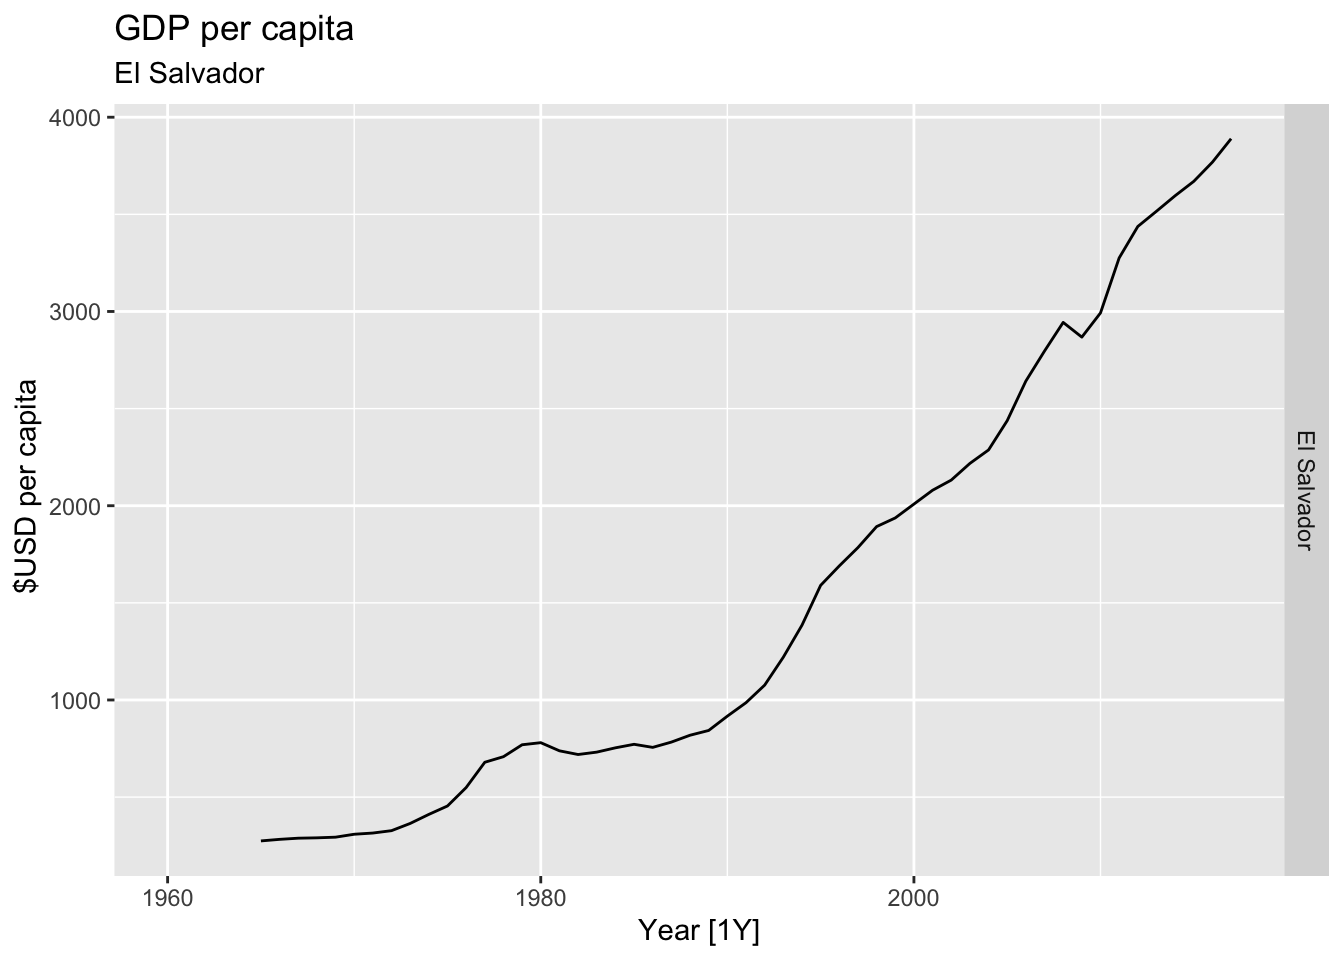 GDP per capita
El Salvador
4000
3000
2000
1000
$USD per capita
El Salvador
1960 1980 2000
Year [1Y]